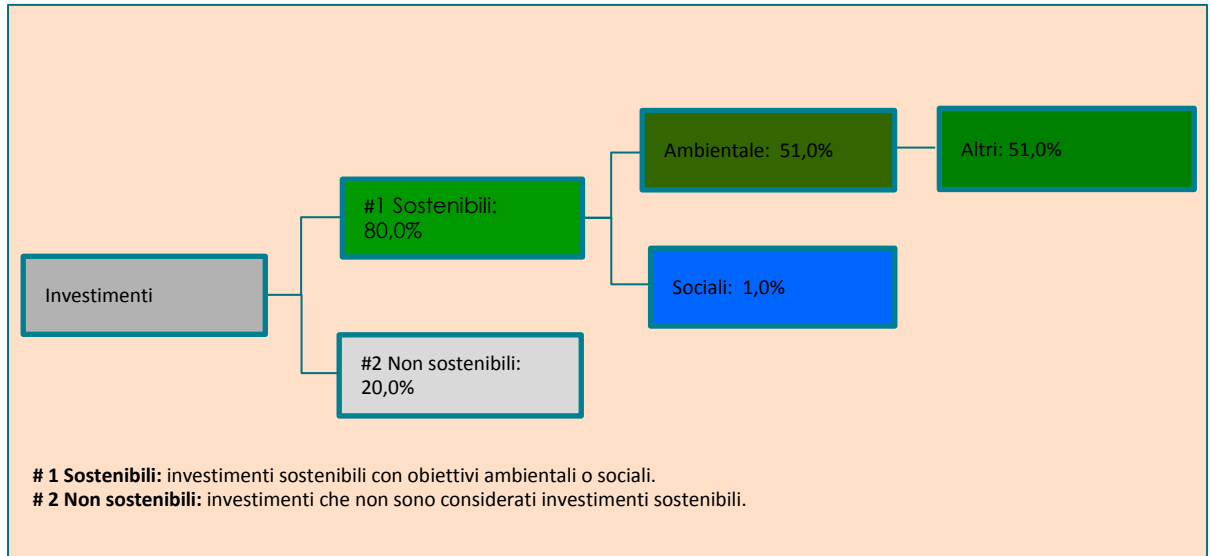 Ambientale: 51,0%
Altri: 51,0%
#1 Sostenibili:
80,0%
Sociali: 1,0%
Investimenti
#2 Non sostenibili:
20,0%
# 1 Sostenibili: investimenti sostenibili con obiettivi ambientali o sociali.
# 2 Non sostenibili: investimenti che non sono considerati investimenti sostenibili.